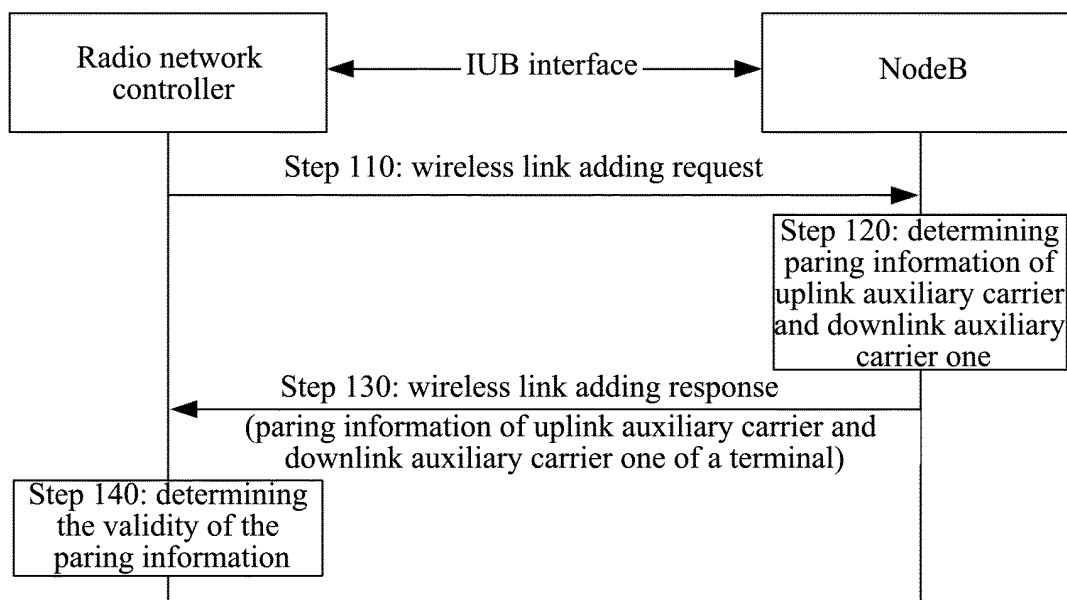 Radio network
controller
IUB interface
NodeB
Step 110: wireless link adding request
Step 120: determining
paring information of
uplink auxiliary carrier
and downlink auxiliary
carrier one
Step 130: wireless link adding response
(paring information of uplink auxiliary carrier and
downlink auxiliary carrier one of a terminal)
Step 140: determining
the validity of the
paring information